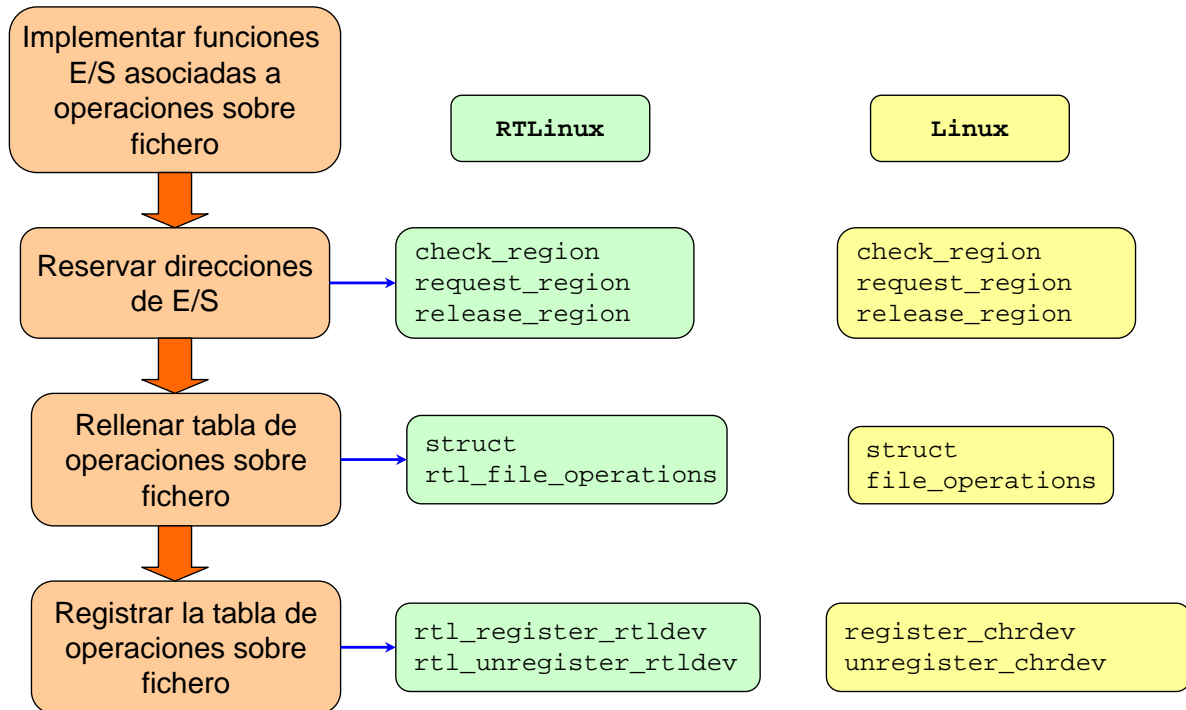 Implementar funciones
E/S asociadas a
operaciones sobre
fichero
RTLinux
Linux
Reservar direcciones
de E/S
check_region
request_region
release_region
check_region
request_region
release_region
Rellenar tabla de
operaciones sobre
fichero
struct
rtl_file_operations
struct
file_operations
Registrar la tabla de
operaciones sobre
fichero
rtl_register_rtldev
rtl_unregister_rtldev
register_chrdev
unregister_chrdev